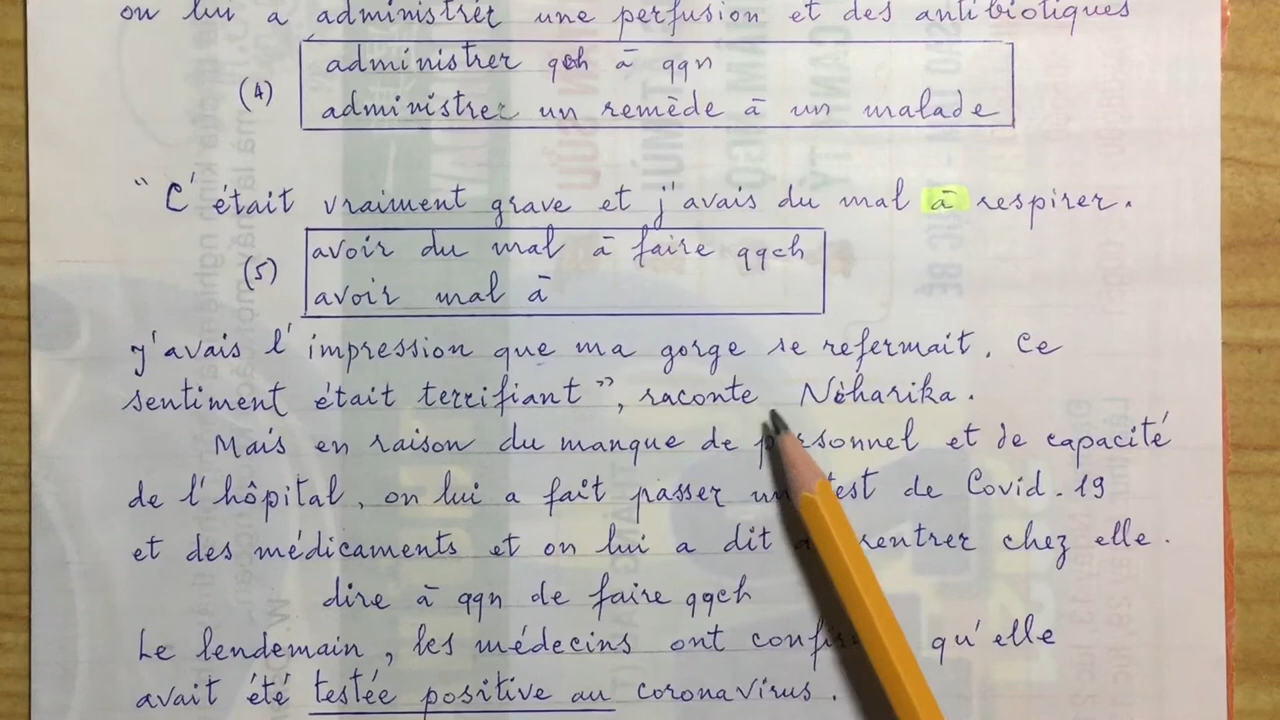 on lui a administrér une perfusion et des antibiotiques
administrer qch à qqn
(4)
administrer un remède à un malade
"C'était vraiment grave et j'avais du mal à respirer.
avoir du mal à faire qqch
(5)
avoir mal à
J'avais l'impression que ma gorge se refermait. Ce
sentiment était terrifiant", raconte Nèharika.
Mais en raison du manque de personnel et de capacité
de l'hôpital, on lui a fait passer un test de Covid-19
et des médicaments et on lui a dit rentrer chez elle.
dire à qqn de faire qqch
Le lendemain, les médecins ont qu'elle
avait été testée positive au coronavirus.